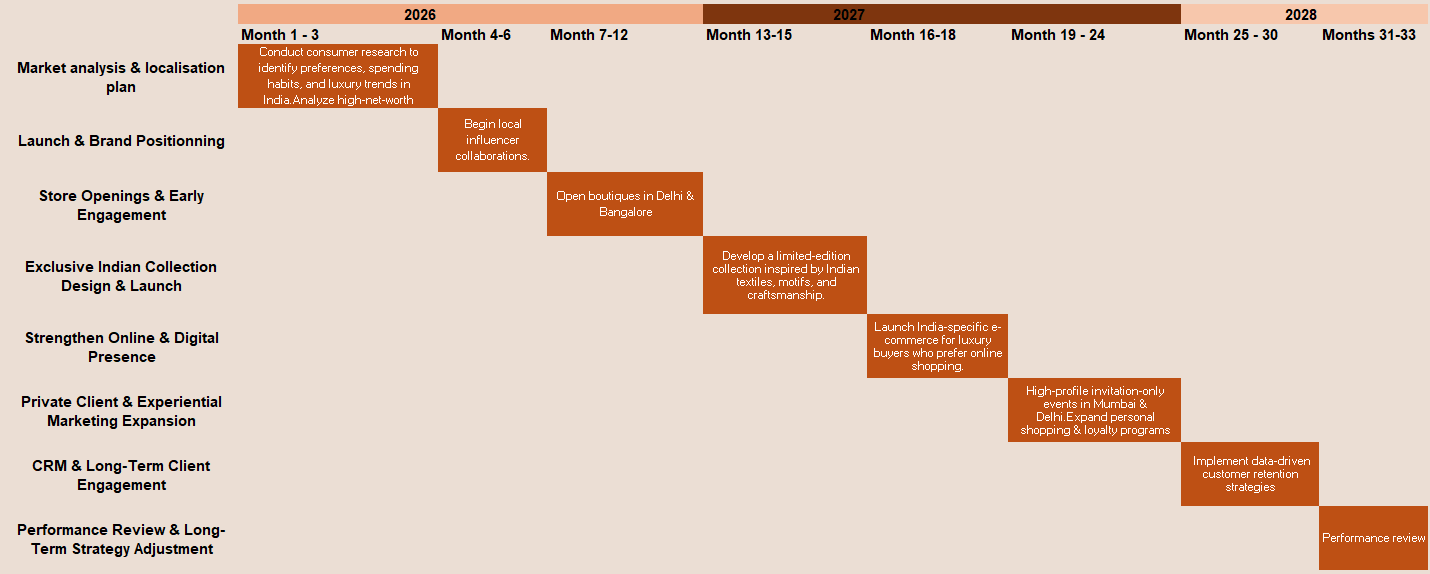 2026 2027 2028
Month 1 - 3 Month 4-6 Month 7-12 Month 13-15 Month 16-18 Month 19 - 24 Month 25 - 30 Months 31-33
Market analysis & localisation
plan
Conduct consumer research to
identify preferences, spending
habits, and luxury trends in
India.Analyze high-net-worth
Launch & Brand Positionning
Begin local
influencer
collaborations.
Store Openings & Early
Engagement
Open boutiques in Delhi &
Bangalore
Exclusive Indian Collection
Design & Launch
Develop a limited-edition
collection inspired by Indian
textiles, motifs, and
craftsmanship.
Strengthen Online & Digital
Presence
Launch India-specific e-
commerce for luxury
buyers who prefer online
shopping.
Private Client & Experiential
Marketing Expansion
High-profile invitation-only
events in Mumbai &
Delhi.Expand personal
shopping & loyalty programs
CRM & Long-Term Client
Engagement
Implement data-driven
customer retention
strategies
Performance Review & Long-
Term Strategy Adjustment
Performance review